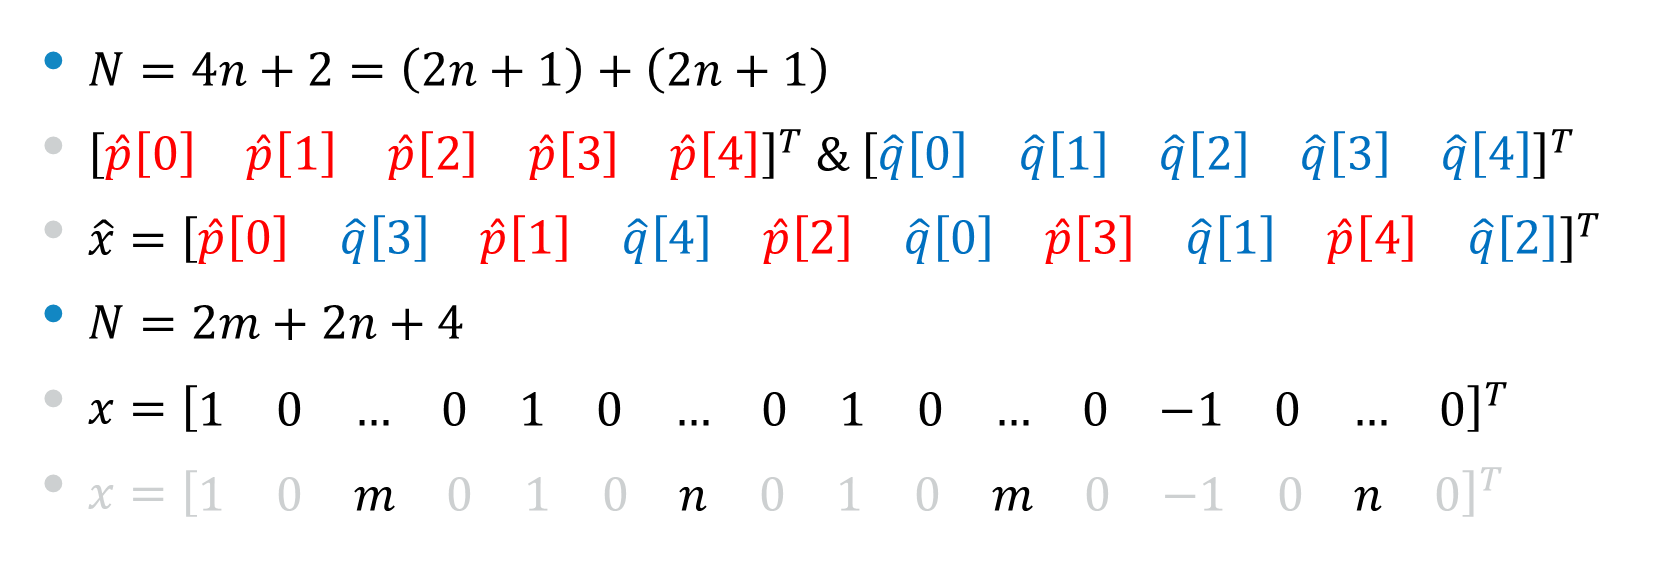 • N = 4n + 2 = (2n + 1) + (2n + 1)
• [p̂[0] p̂[1] p̂[2] p̂[3] p̂[4]]ᵀ & [q̂[0] q̂[1] q̂[2] q̂[3] q̂[4]]ᵀ
• x̂ = [p̂[0] q̂[3] p̂[1] q̂[4] p̂[2] q̂[0] p̂[3] q̂[1] p̂[4] q̂[2]]ᵀ
• N = 2m + 2n + 4
• x = [1 0 … 0 1 0 … 0 1 0 … 0 −1 0 … 0]ᵀ
• x = [1 0 m 0 1 0 n 0 1 0 m 0 −1 0 n 0]ᵀ